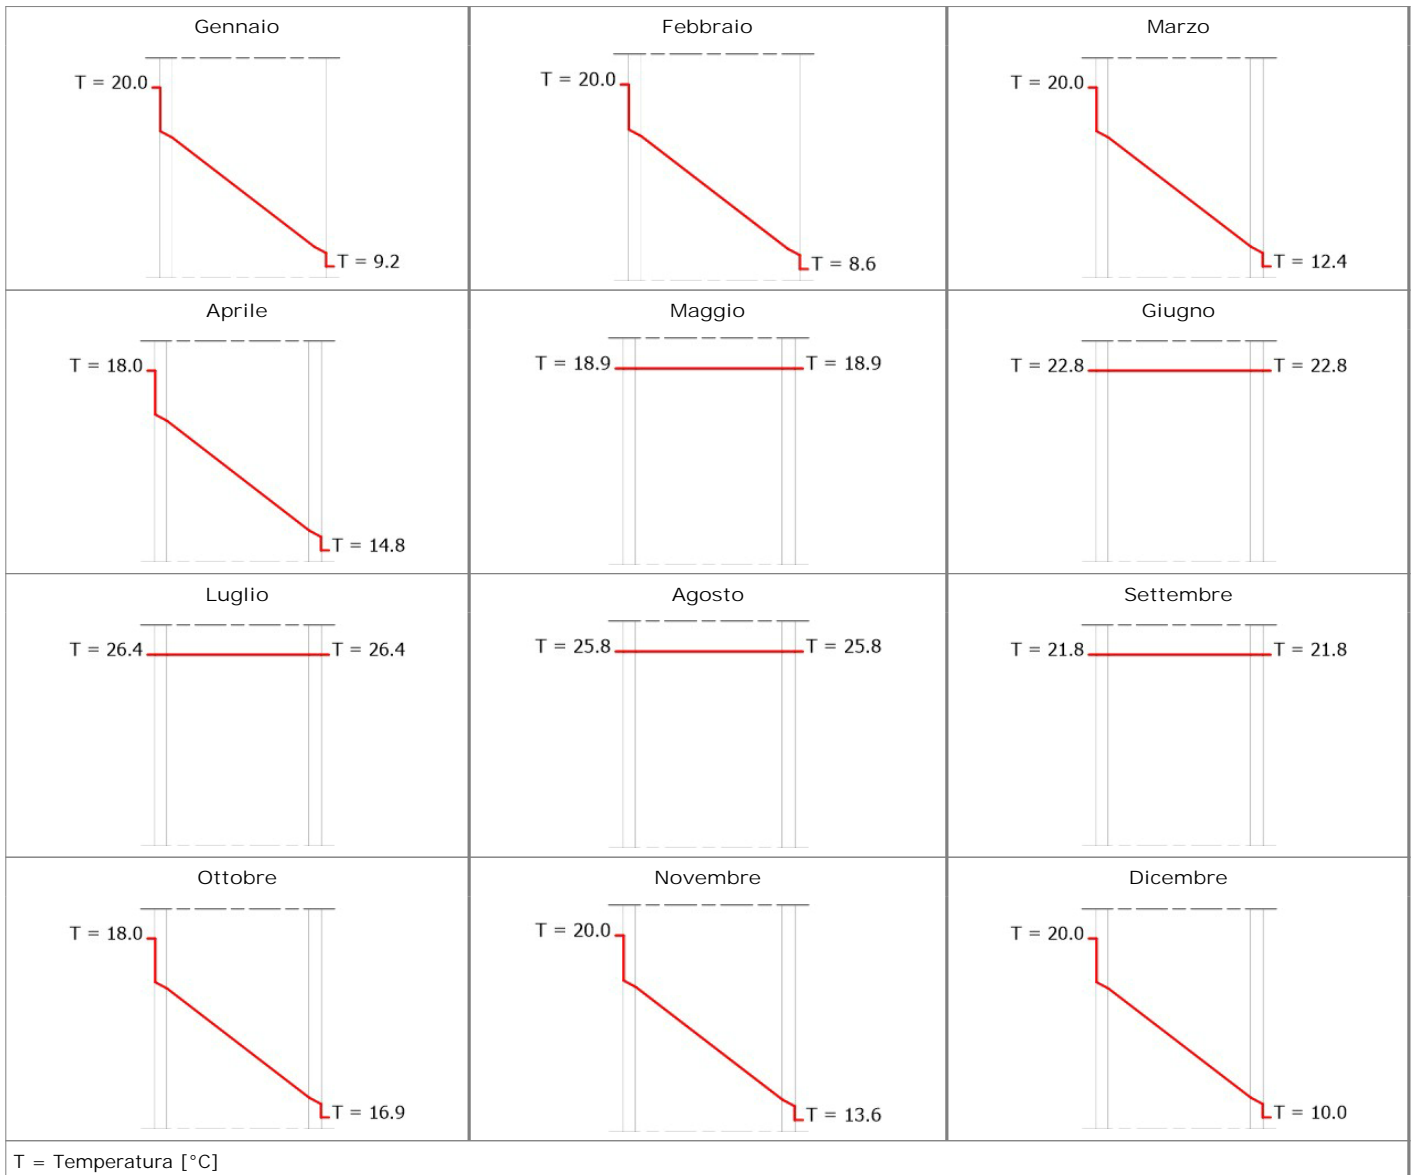 Gennaio
T = 20.0
T = 9.2
Febbraio
T = 20.0
T = 8.6
Marzo
T = 20.0
T = 12.4
Aprile
T = 18.0
T = 14.8
Maggio
T = 18.9
T = 18.9
Giugno
T = 22.8
T = 22.8
Luglio
T = 26.4
T = 26.4
Agosto
T = 25.8
T = 25.8
Settembre
T = 21.8
T = 21.8
Ottobre
T = 18.0
T = 16.9
Novembre
T = 20.0
T = 13.6
Dicembre
T = 20.0
T = 10.0
T = Temperatura [°C]